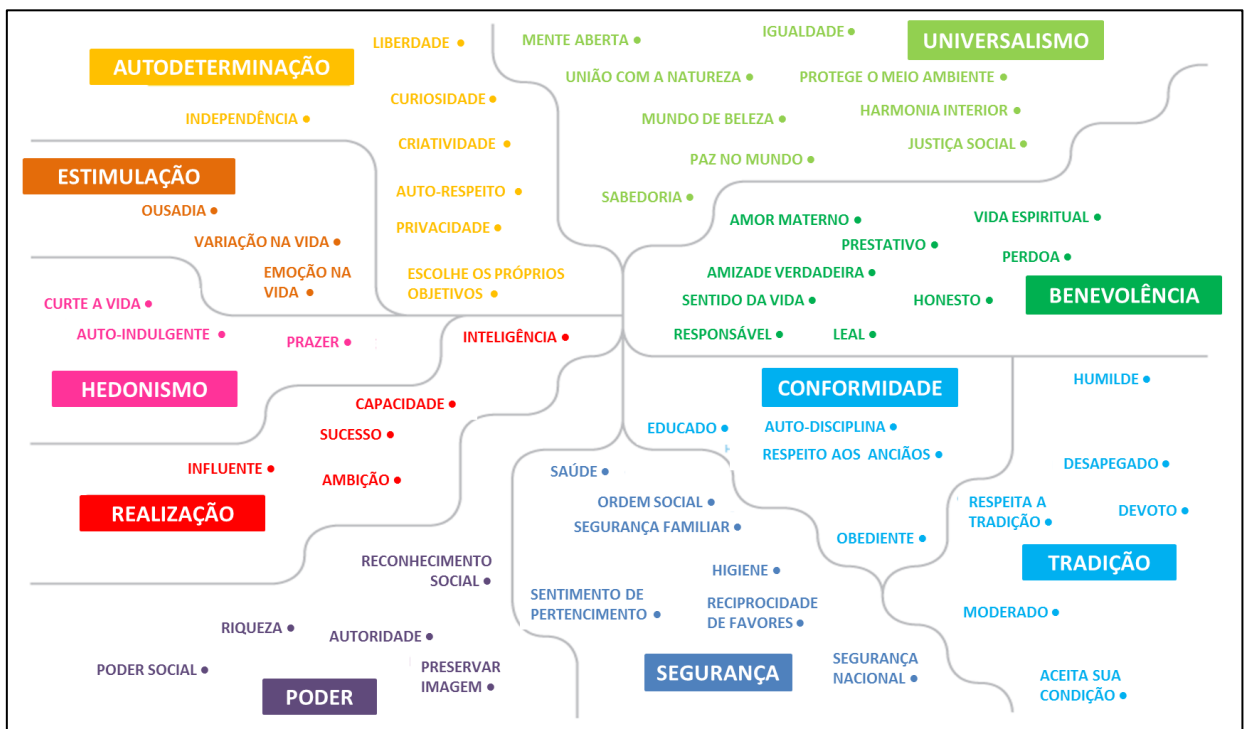 AUTODETERMINAÇÃO
LIBERDADE
CURIOSIDADE
INDEPENDÊNCIA
CRIATIVIDADE
AUTO-RESPEITO
PRIVACIDADE
ESCOLHE OS PRÓPRIOS
OBJETIVOS
UNIVERSALISMO
MENTE ABERTA
IGUALDADE
UNIÃO COM A NATUREZA
PROTEGE O MEIO AMBIENTE
MUNDO DE BELEZA
HARMONIA INTERIOR
JUSTIÇA SOCIAL
PAZ NO MUNDO
SABEDORIA
ESTIMULAÇÃO
OUSADIA
VARIAÇÃO NA VIDA
EMOÇÃO NA
VIDA
AMOR MATERNO
VIDA ESPIRITUAL
PRESTATIVO
PERDOA
AMIZADE VERDADEIRA
BENEVOLÊNCIA
SENTIDO DA VIDA
HONESTO
RESPONSÁVEL
LEAL
CURTE A VIDA
AUTO-INDULGENTE
PRAZER
HEDONISMO
INTELIGÊNCIA
CAPACIDADE
SUCESSO
INFLUENTE
AMBIÇÃO
REALIZAÇÃO
CONFORMIDADE
EDUCADO
AUTO-DISCIPLINA
RESPEITO AOS ANCIÃOS
OBEDIENTE
HUMILDE
DESAPEGADO
RESPEITA A
TRADIÇÃO
DEVOTO
TRADIÇÃO
MODERADO
ACEITA SUA
CONDIÇÃO
SAÚDE
ORDEM SOCIAL
SEGURANÇA FAMILIAR
HIGIENE
SENTIMENTO DE
PERTENCIMENTO
RECIPROCIDADE
DE FAVORES
SEGURANÇA
SEGURANÇA
NACIONAL
RECONHECIMENTO
SOCIAL
RIQUEZA
AUTORIDADE
PODER SOCIAL
PRESERVAR
IMAGEM
PODER